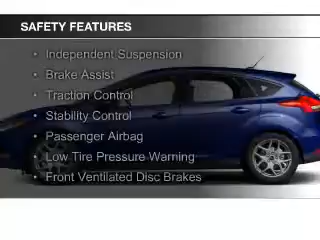 SAFETY FEATURES
• Independent Suspension
• Brake Assist
• Traction Control
• Stability Control
• Passenger Airbag
• Low Tire Pressure Warning
• Front Ventilated Disc Brakes